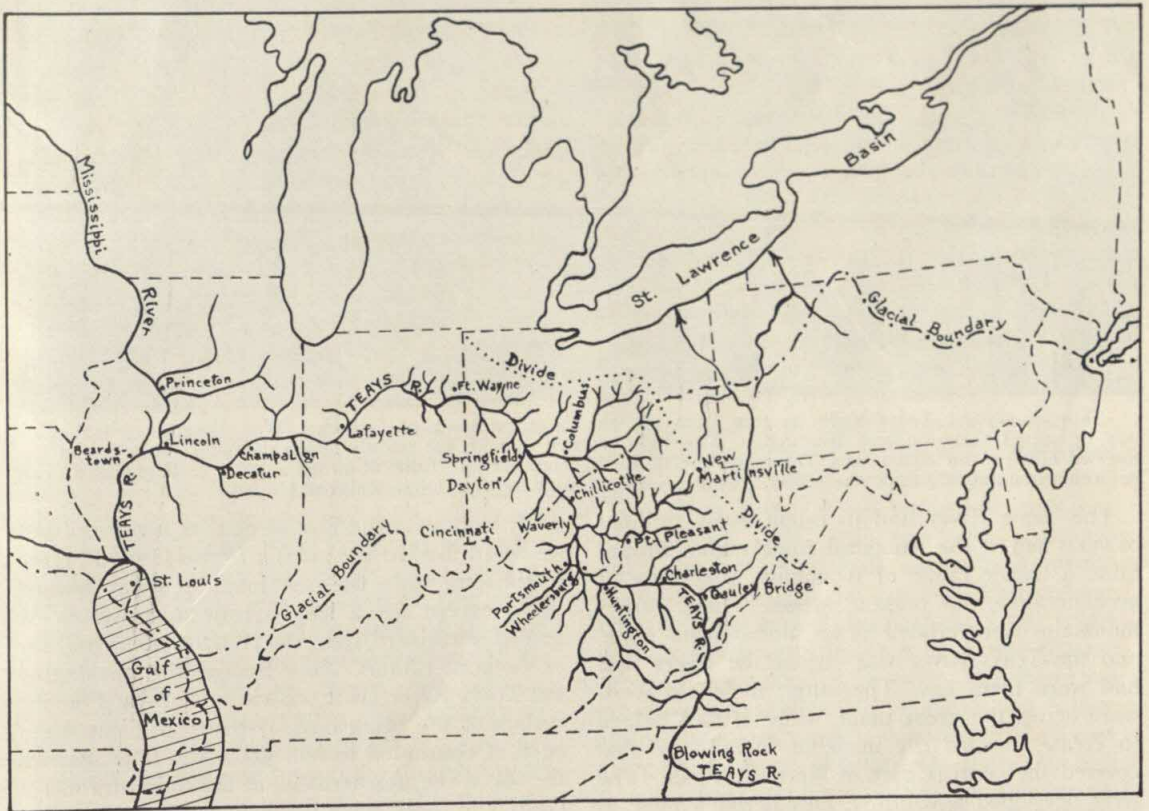 Mississippi
River
Basin
St. Lawrence
Glacial Boundary
Divide
Princeton
TEAYS R.
Ft. Wayne
Columbus
Lafayette
Lincoln
Beards-
town
Champaign
Decatur
Springfield
Dayton
New
Martinsville
Chillicothe
TEAYS R.
Glacial Boundary
Cincinnati
Waverly
Pt. Pleasant
Divide
St. Louis
Portsmouth
Wheelersburg
Huntington
Charleston
Gauley Bridge
TEAYS R.
Gulf
of
Mexico
Blowing Rock
TEAYS R.